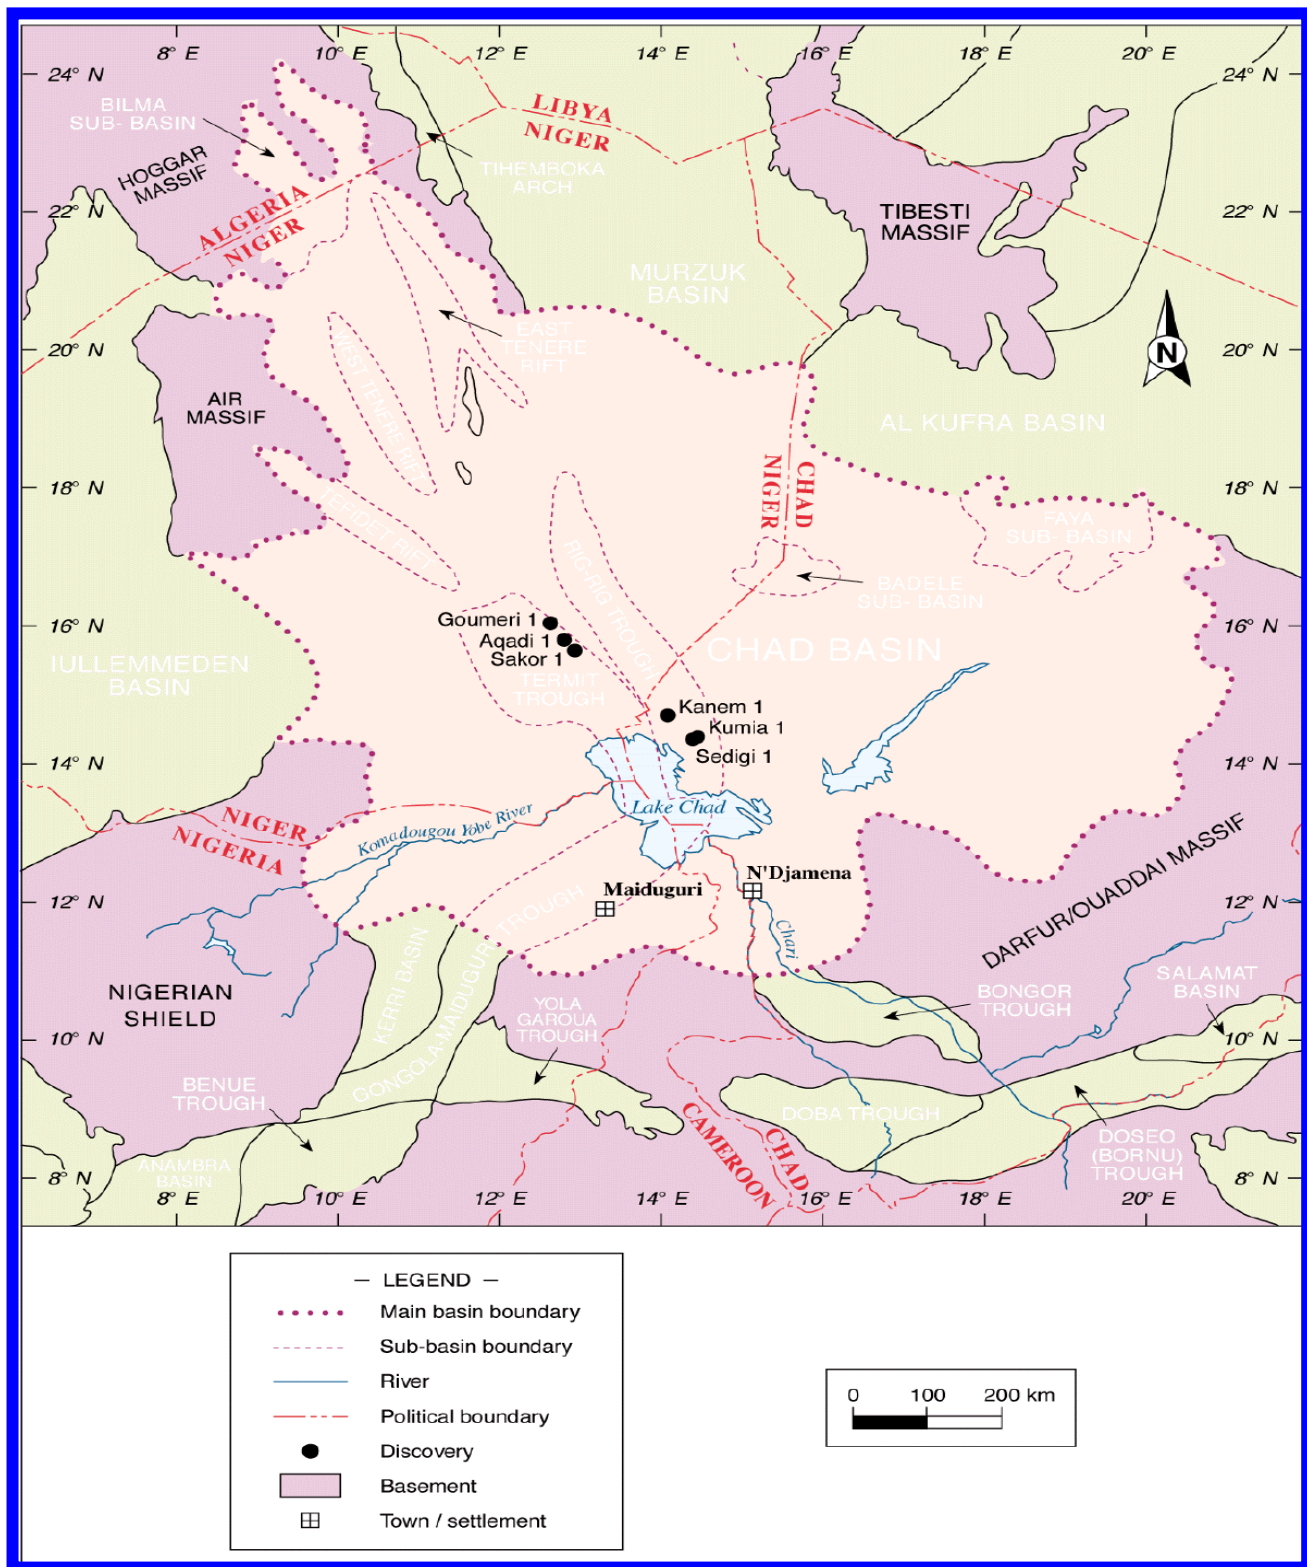 8° E
10° E
12° E
14° E
16° E
18° E
20° E
24° N
24° N
BILMA
SUB- BASIN
LIBYA
NIGER
HOGGAR
MASSIF
TIHEMBOKA
ARCH
ALGERIA
NIGER
22° N
22° N
TIBESTI
MASSIF
MURZUK
BASIN
EAST
TENERE
RIFT
WEST TENERE RIFT
20° N
20° N
N
AIR
MASSIF
AL KUFRA BASIN
NIGER
CHAD
18° N
18° N
TEFIDET RIFT
FAYA
SUB- BASIN
RIG-RIG TROUGH
BADELE
SUB- BASIN
16° N
16° N
Goumeri 1
Aqadi 1
Sakor 1
CHAD BASIN
IULLEMMEDEN
BASIN
TERMIT
TROUGH
Kanem 1
Kumia 1
Sedigi 1
14° N
14° N
Lake Chad
NIGER
NIGERIA
Komadougou Yobe River
DARFUR/OUADDAI MASSIF
N'Djamena
Maiduguri
12° N
12° N
Chari
KERRI BASIN
GONGOLA-MAIDUGURI TROUGH
NIGERIAN
SHIELD
YOLA
GAROUA
TROUGH
BONGOR
TROUGH
SALAMAT
BASIN
10° N
10° N
BENUE
TROUGH
DOBA TROUGH
CAMEROON
CHAD
DOSEO
(BORNU)
TROUGH
ANAMBRA
BASIN
8° N
8° N
8° E
10° E
12° E
14° E
16° E
18° E
20° E
— LEGEND —
Main basin boundary
Sub-basin boundary
River
Political boundary
Discovery
Basement
Town / settlement
0 100 200 km